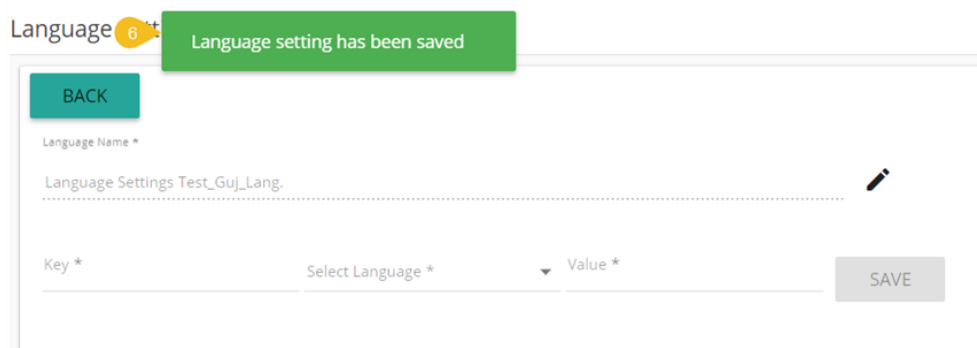 Language
6
Language setting has been saved
BACK
Language Name *
Language Settings Test_Guj_Lang.
Key *
Select Language *
Value *
SAVE